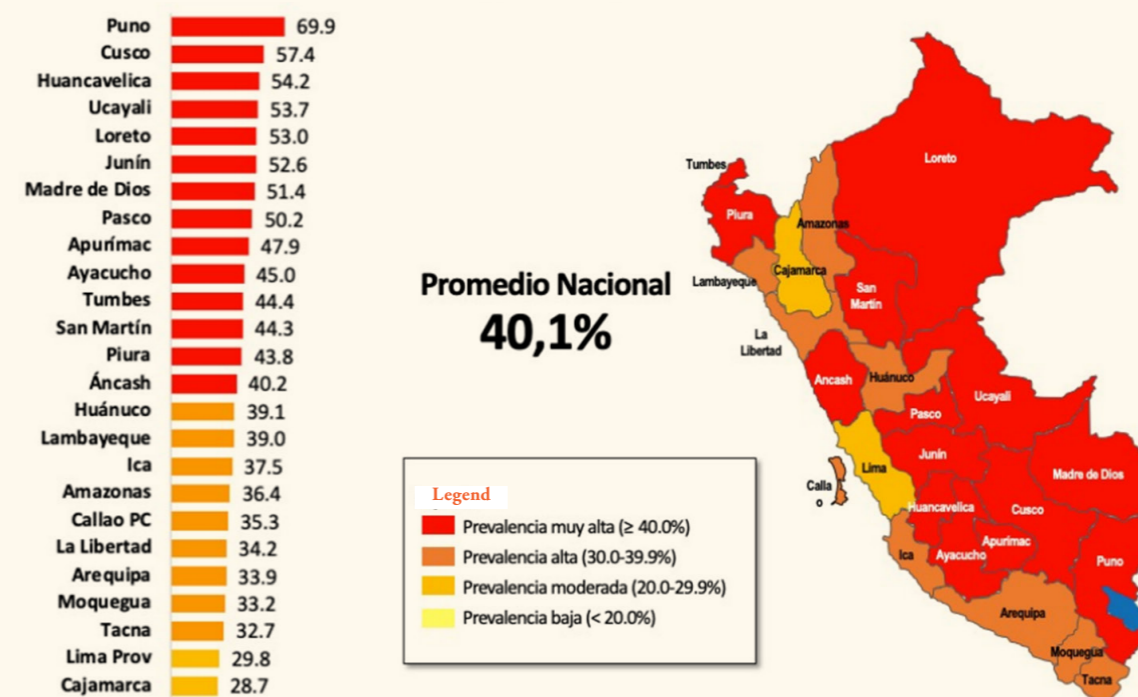 Puno 69.9
Cusco 57.4
Huancavelica 54.2
Ucayali 53.7
Loreto 53.0
Junín 52.6
Madre de Dios 51.4
Pasco 50.2
Apurímac 47.9
Ayacucho 45.0
Tumbes 44.4
San Martín 44.3
Piura 43.8
Áncash 40.2
Huánuco 39.1
Lambayeque 39.0
Ica 37.5
Amazonas 36.4
Callao PC 35.3
La Libertad 34.2
Arequipa 33.9
Moquegua 33.2
Tacna 32.7
Lima Prov 29.8
Cajamarca 28.7
Promedio Nacional
40,1%
Legend
Prevalencia muy alta (≥ 40.0%)
Prevalencia alta (30.0-39.9%)
Prevalencia moderada (20.0-29.9%)
Prevalencia baja (< 20.0%)
Loreto
Tumbes
Piura
Amazonas
Cajamarca
Lambayeque
San
Martín
La
Libertad
Ancash
Huánuco
Ucayali
Pasco
Junín
Lima
Madre de Dios
Calla
o
Huancavelica
Cusco
Apurímac
Ica
Ayacucho
Puno
Arequipa
Moquegua
Tacna